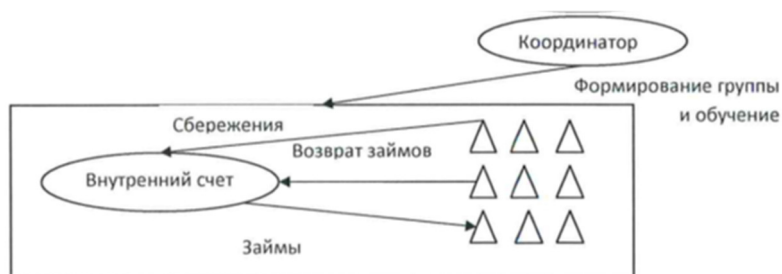 Координатор
Формирование группы
и обучение
Сбережения
Возврат займов
Внутренний счет
Займы